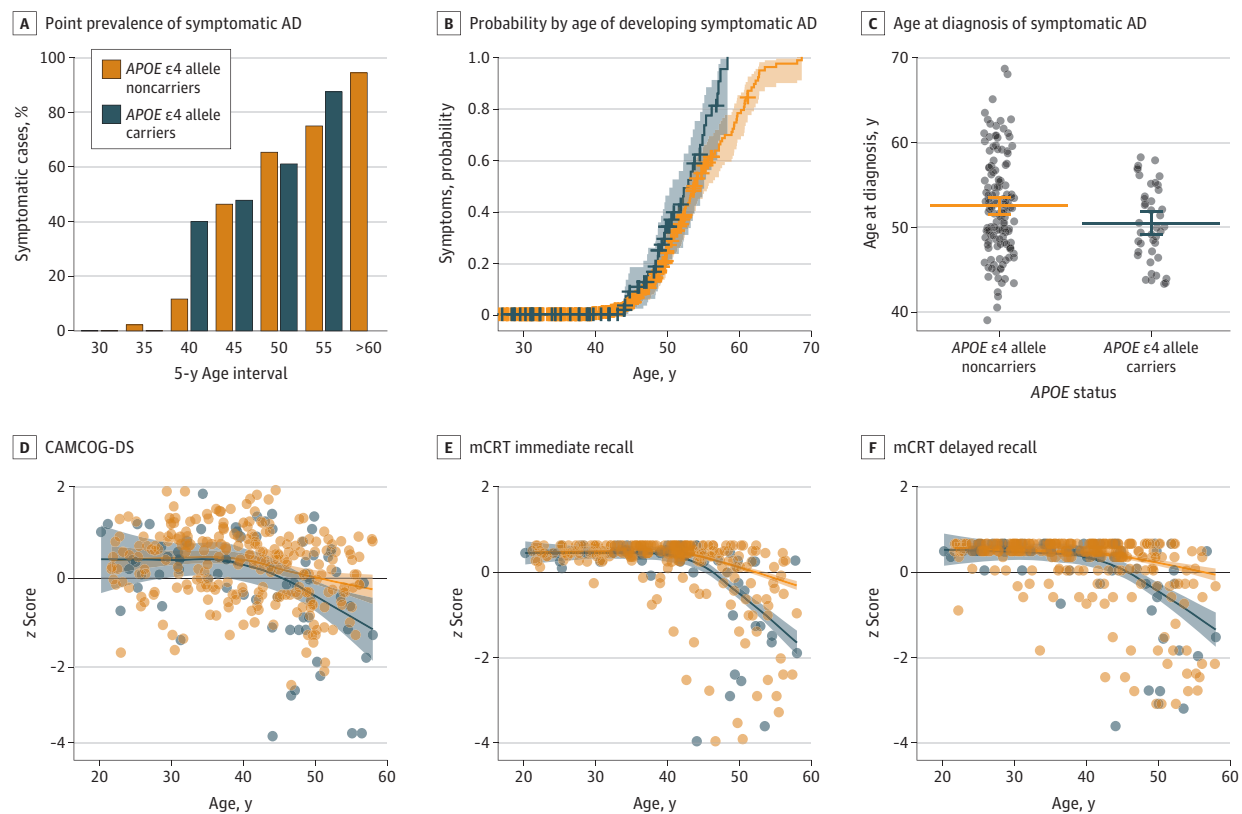 A Point prevalence of symptomatic AD
Symptomatic cases, %
100
80
60
40
20
0
APOE ε4 allele
noncarriers
APOE ε4 allele
carriers
30 35 40 45 50 55 >60
5-y Age interval
B Probability by age of developing symptomatic AD
Symptoms, probability
1.0
0.8
0.6
0.4
0.2
0
30 40 50 60 70
Age, y
C Age at diagnosis of symptomatic AD
Age at diagnosis, y
70
60
50
40
APOE ε4 allele
noncarriers
APOE ε4 allele
carriers
APOE status
D CAMCOG-DS
z Score
2
0
-2
-4
20 30 40 50 60
Age, y
E mCRT immediate recall
z Score
2
0
-2
-4
20 30 40 50 60
Age, y
F mCRT delayed recall
z Score
2
0
-2
-4
20 30 40 50 60
Age, y